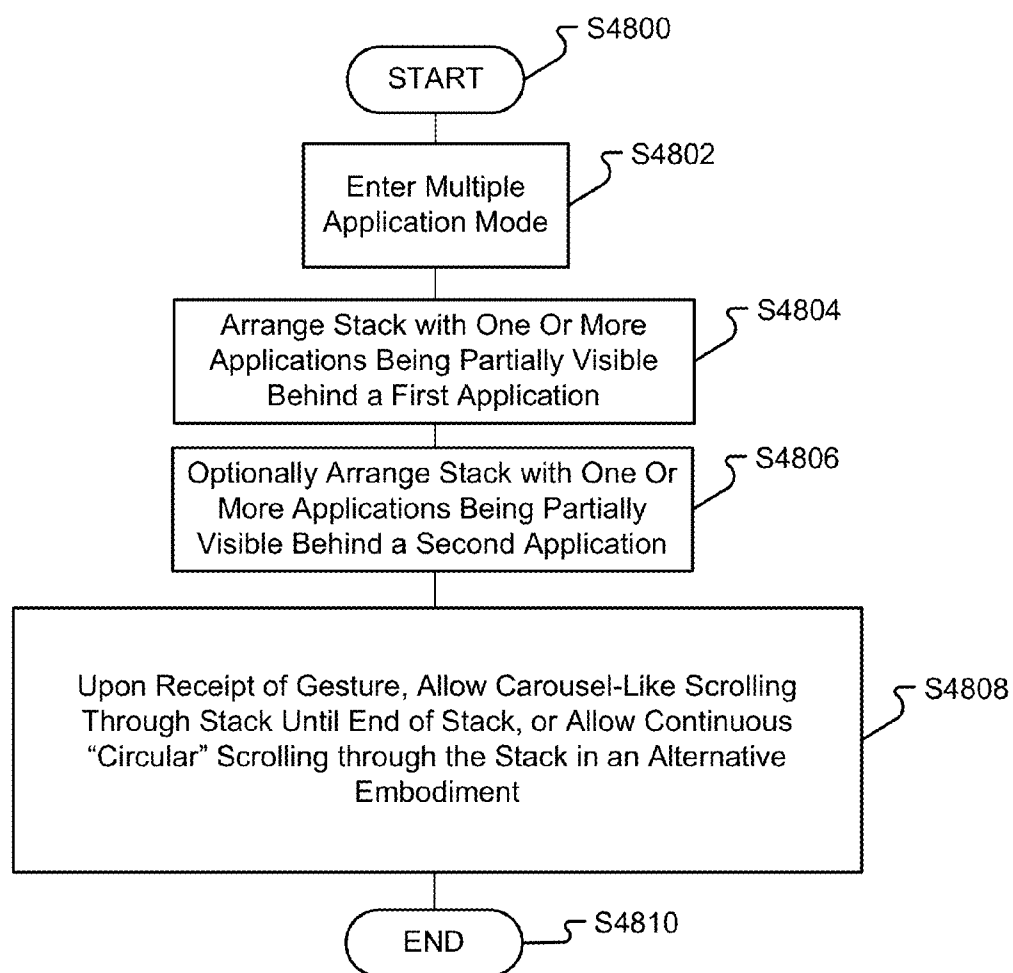 S4800
START
S4802
Enter Multiple
Application Mode
S4804
Arrange Stack with One Or More
Applications Being Partially Visible
Behind a First Application
S4806
Optionally Arrange Stack with One Or
More Applications Being Partially
Visible Behind a Second Application
S4808
Upon Receipt of Gesture, Allow Carousel-Like Scrolling
Through Stack Until End of Stack, or Allow Continuous
“Circular” Scrolling through the Stack in an Alternative
Embodiment
S4810
END